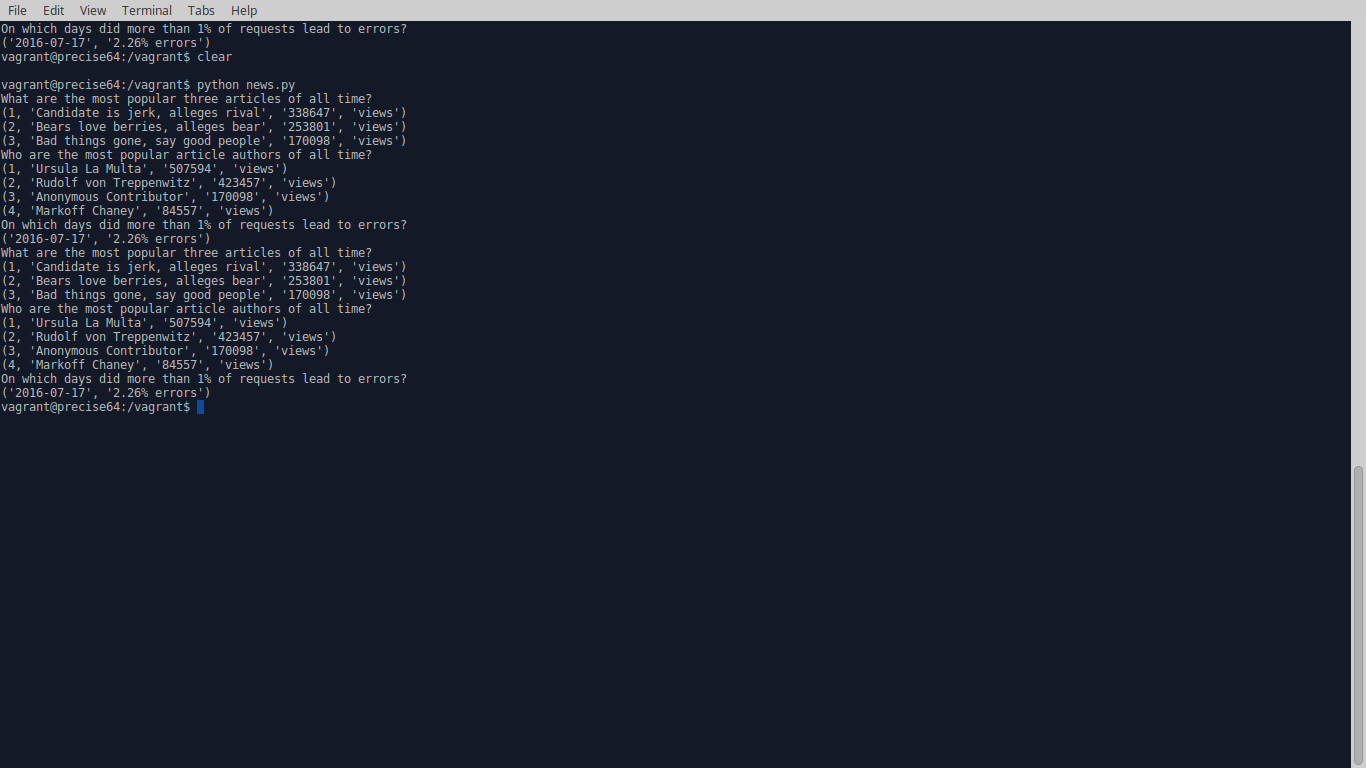 File Edit View Terminal Tabs Help
On which days did more than 1% of requests lead to errors?
('2016-07-17', '2.26% errors')
vagrant@precise64:/vagrant$ clear
vagrant@precise64:/vagrant$ python news.py
What are the most popular three articles of all time?
(1, 'Candidate is jerk, alleges rival', '338647', 'views')
(2, 'Bears love berries, alleges bear', '253801', 'views')
(3, 'Bad things gone, say good people', '170098', 'views')
Who are the most popular article authors of all time?
(1, 'Ursula La Multa', '507594', 'views')
(2, 'Rudolf von Treppenwitz', '423457', 'views')
(3, 'Anonymous Contributor', '170098', 'views')
(4, 'Markoff Chaney', '84557', 'views')
On which days did more than 1% of requests lead to errors?
('2016-07-17', '2.26% errors')
What are the most popular three articles of all time?
(1, 'Candidate is jerk, alleges rival', '338647', 'views')
(2, 'Bears love berries, alleges bear', '253801', 'views')
(3, 'Bad things gone, say good people', '170098', 'views')
Who are the most popular article authors of all time?
(1, 'Ursula La Multa', '507594', 'views')
(2, 'Rudolf von Treppenwitz', '423457', 'views')
(3, 'Anonymous Contributor', '170098', 'views')
(4, 'Markoff Chaney', '84557', 'views')
On which days did more than 1% of requests lead to errors?
('2016-07-17', '2.26% errors')
vagrant@precise64:/vagrant$